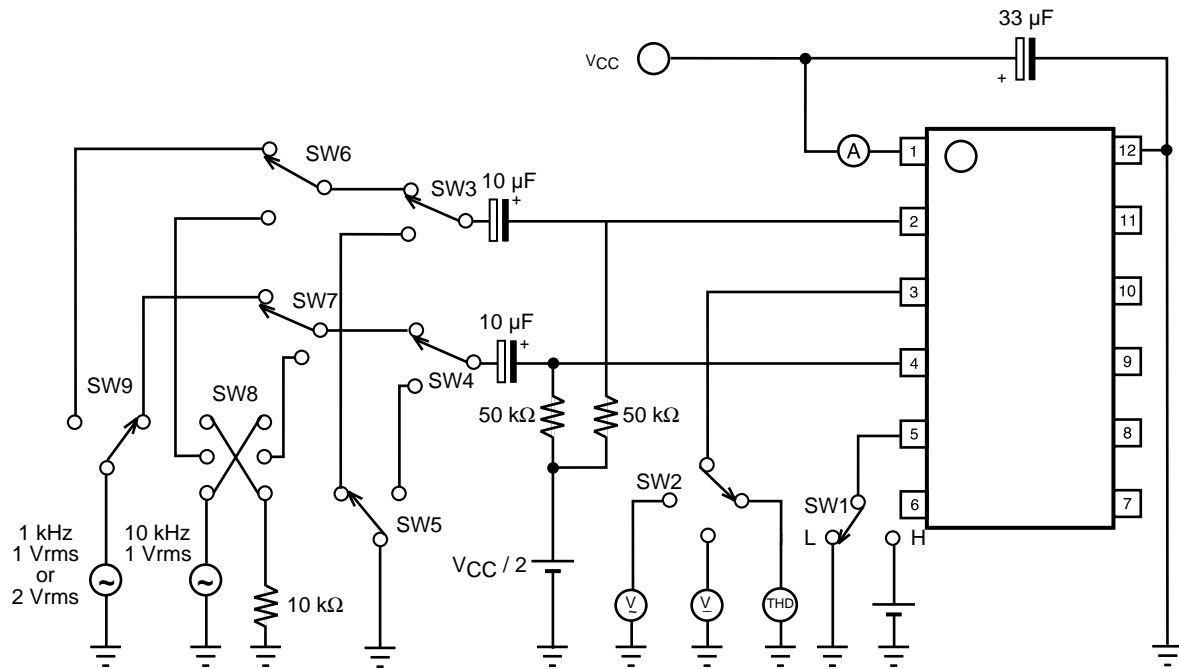 33 µF
VCC
+
A
1
12
SW6
SW3
10 µF
+
2
11
SW7
10 µF
+
3
10
SW4
4
9
SW9
SW8
50 kΩ
50 kΩ
5
8
SW5
SW2
SW1
6
7
L
H
1 kHz
1 Vrms
or
2 Vrms
10 kHz
1 Vrms
~
~
10 kΩ
VCC / 2
V
~
V
–
THD